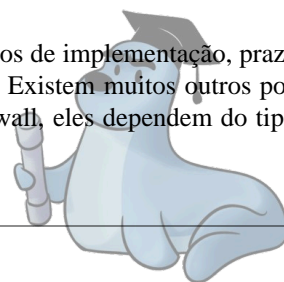 os de implementação, praz
Existem muitos outros po
wall, eles dependem do tip